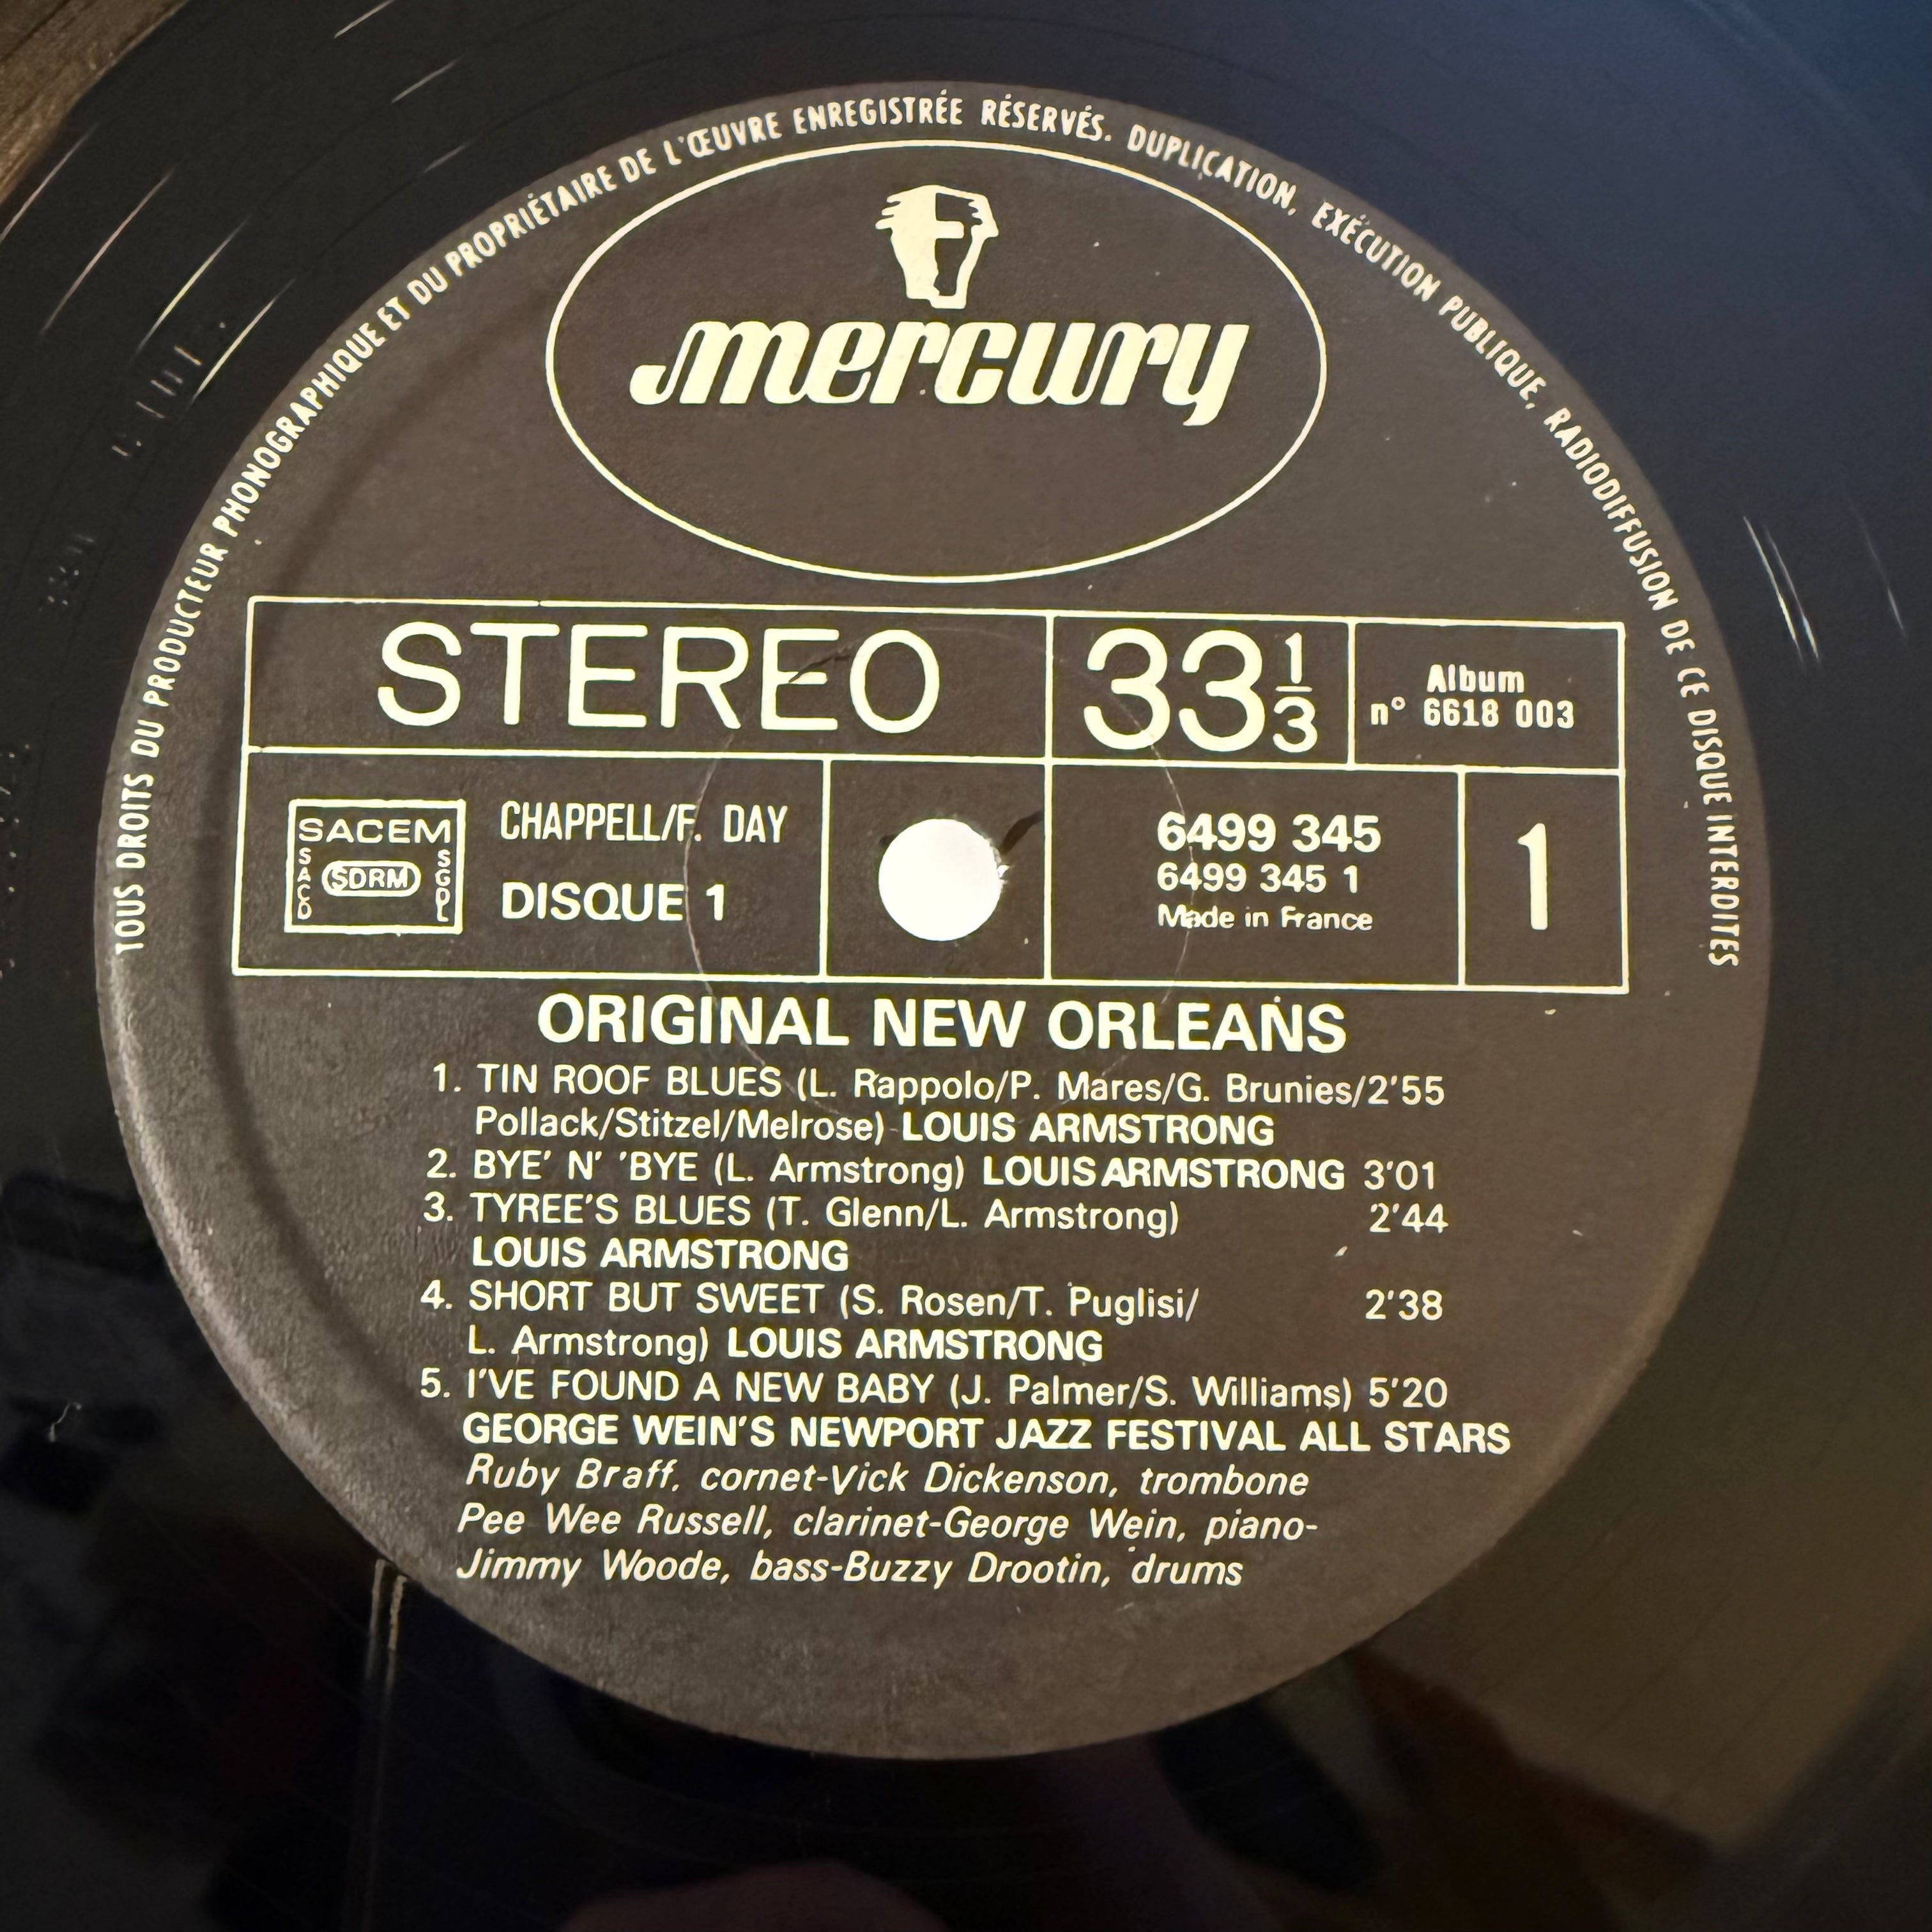 TOUS DROITS DU PRODUCTEUR PHONOGRAPHIQUE ET DU PROPRIÉTAIRE DE L'ŒUVRE ENREGISTRÉE RÉSERVÉS. DUPLICATION, EXÉCUTION PUBLIQUE, RADIODIFFUSION DE CE DISQUE INTERDITES
mercury
STEREO
33 1/3
Album
n° 6618 003
SACEM
SACD
SDRM
SGDL
CHAPPELL/F. DAY
DISQUE 1
6499 345
6499 345 1
Made in France
1
ORIGINAL NEW ORLEANS
1. TIN ROOF BLUES (L. Rappolo/P. Mares/G. Brunies/2'55
Pollack/Stitzel/Melrose) LOUIS ARMSTRONG
2. BYE' N' 'BYE (L. Armstrong) LOUIS ARMSTRONG 3'01
3. TYREE'S BLUES (T. Glenn/L. Armstrong) 2'44
LOUIS ARMSTRONG
4. SHORT BUT SWEET (S. Rosen/T. Puglisi/ 2'38
L. Armstrong) LOUIS ARMSTRONG
5. I'VE FOUND A NEW BABY (J. Palmer/S. Williams) 5'20
GEORGE WEIN'S NEWPORT JAZZ FESTIVAL ALL STARS
Ruby Braff, cornet-Vick Dickenson, trombone
Pee Wee Russell, clarinet-George Wein, piano-
Jimmy Woode, bass-Buzzy Drootin, drums